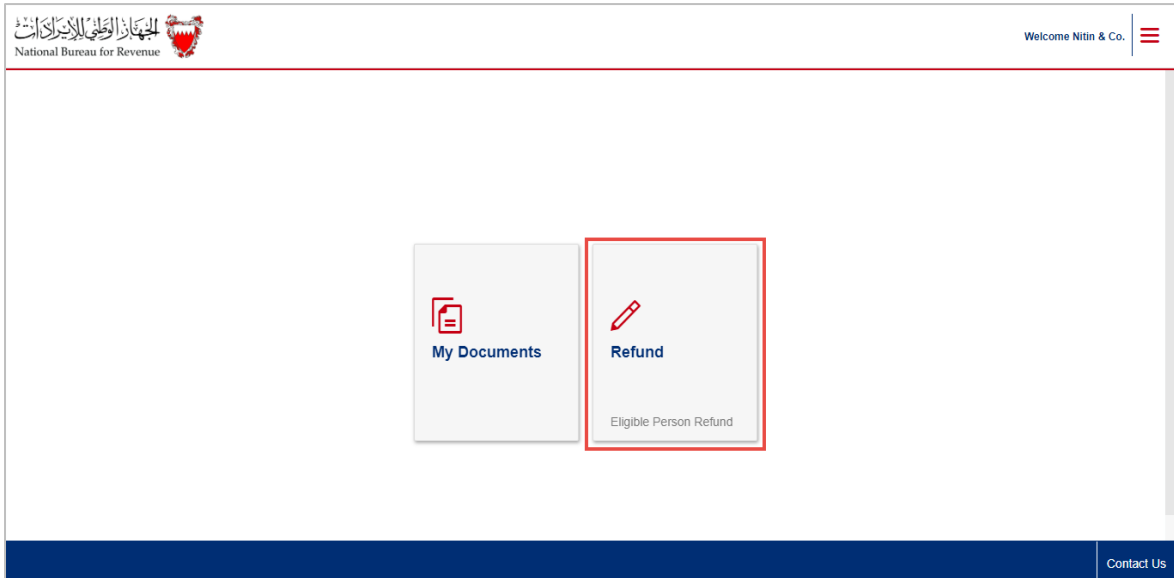 الجهاز الوطني للإيرادات
National Bureau for Revenue
Welcome Nitin & Co.
My Documents
Refund
Eligible Person Refund
Contact Us